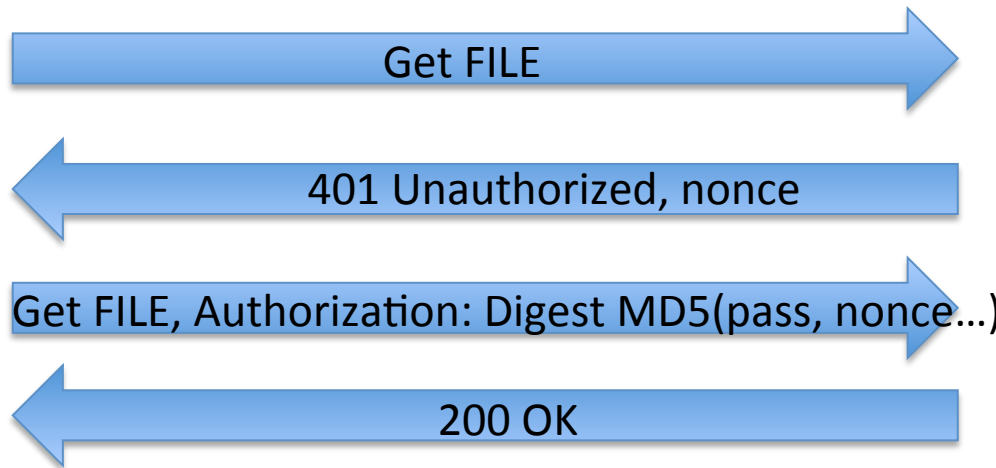 Get FILE
401 Unauthorized, nonce
Get FILE, Authorization: Digest MD5(pass, nonce…)
200 OK